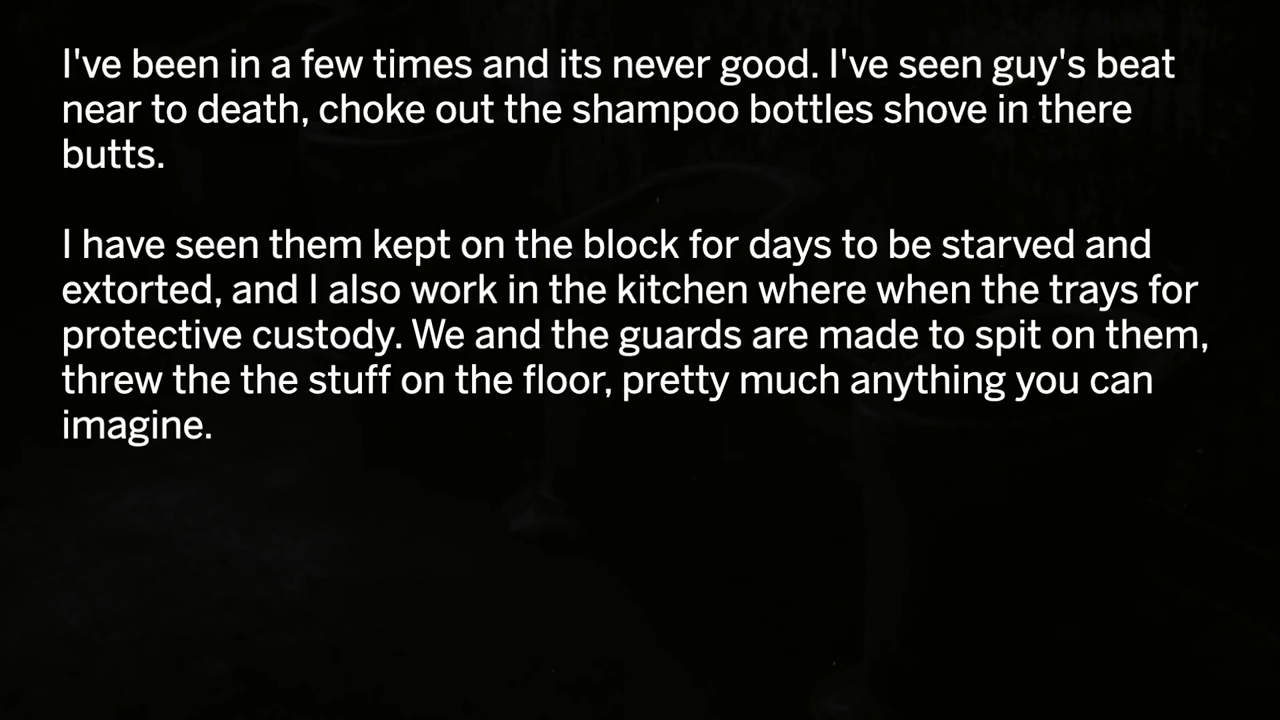 I've been in a few times and its never good. I've seen guy's beat
near to death, choke out the shampoo bottles shove in there
butts.
I have seen them kept on the block for days to be starved and
extorted, and I also work in the kitchen where when the trays for
protective custody. We and the guards are made to spit on them,
threw the the stuff on the floor, pretty much anything you can
imagine.